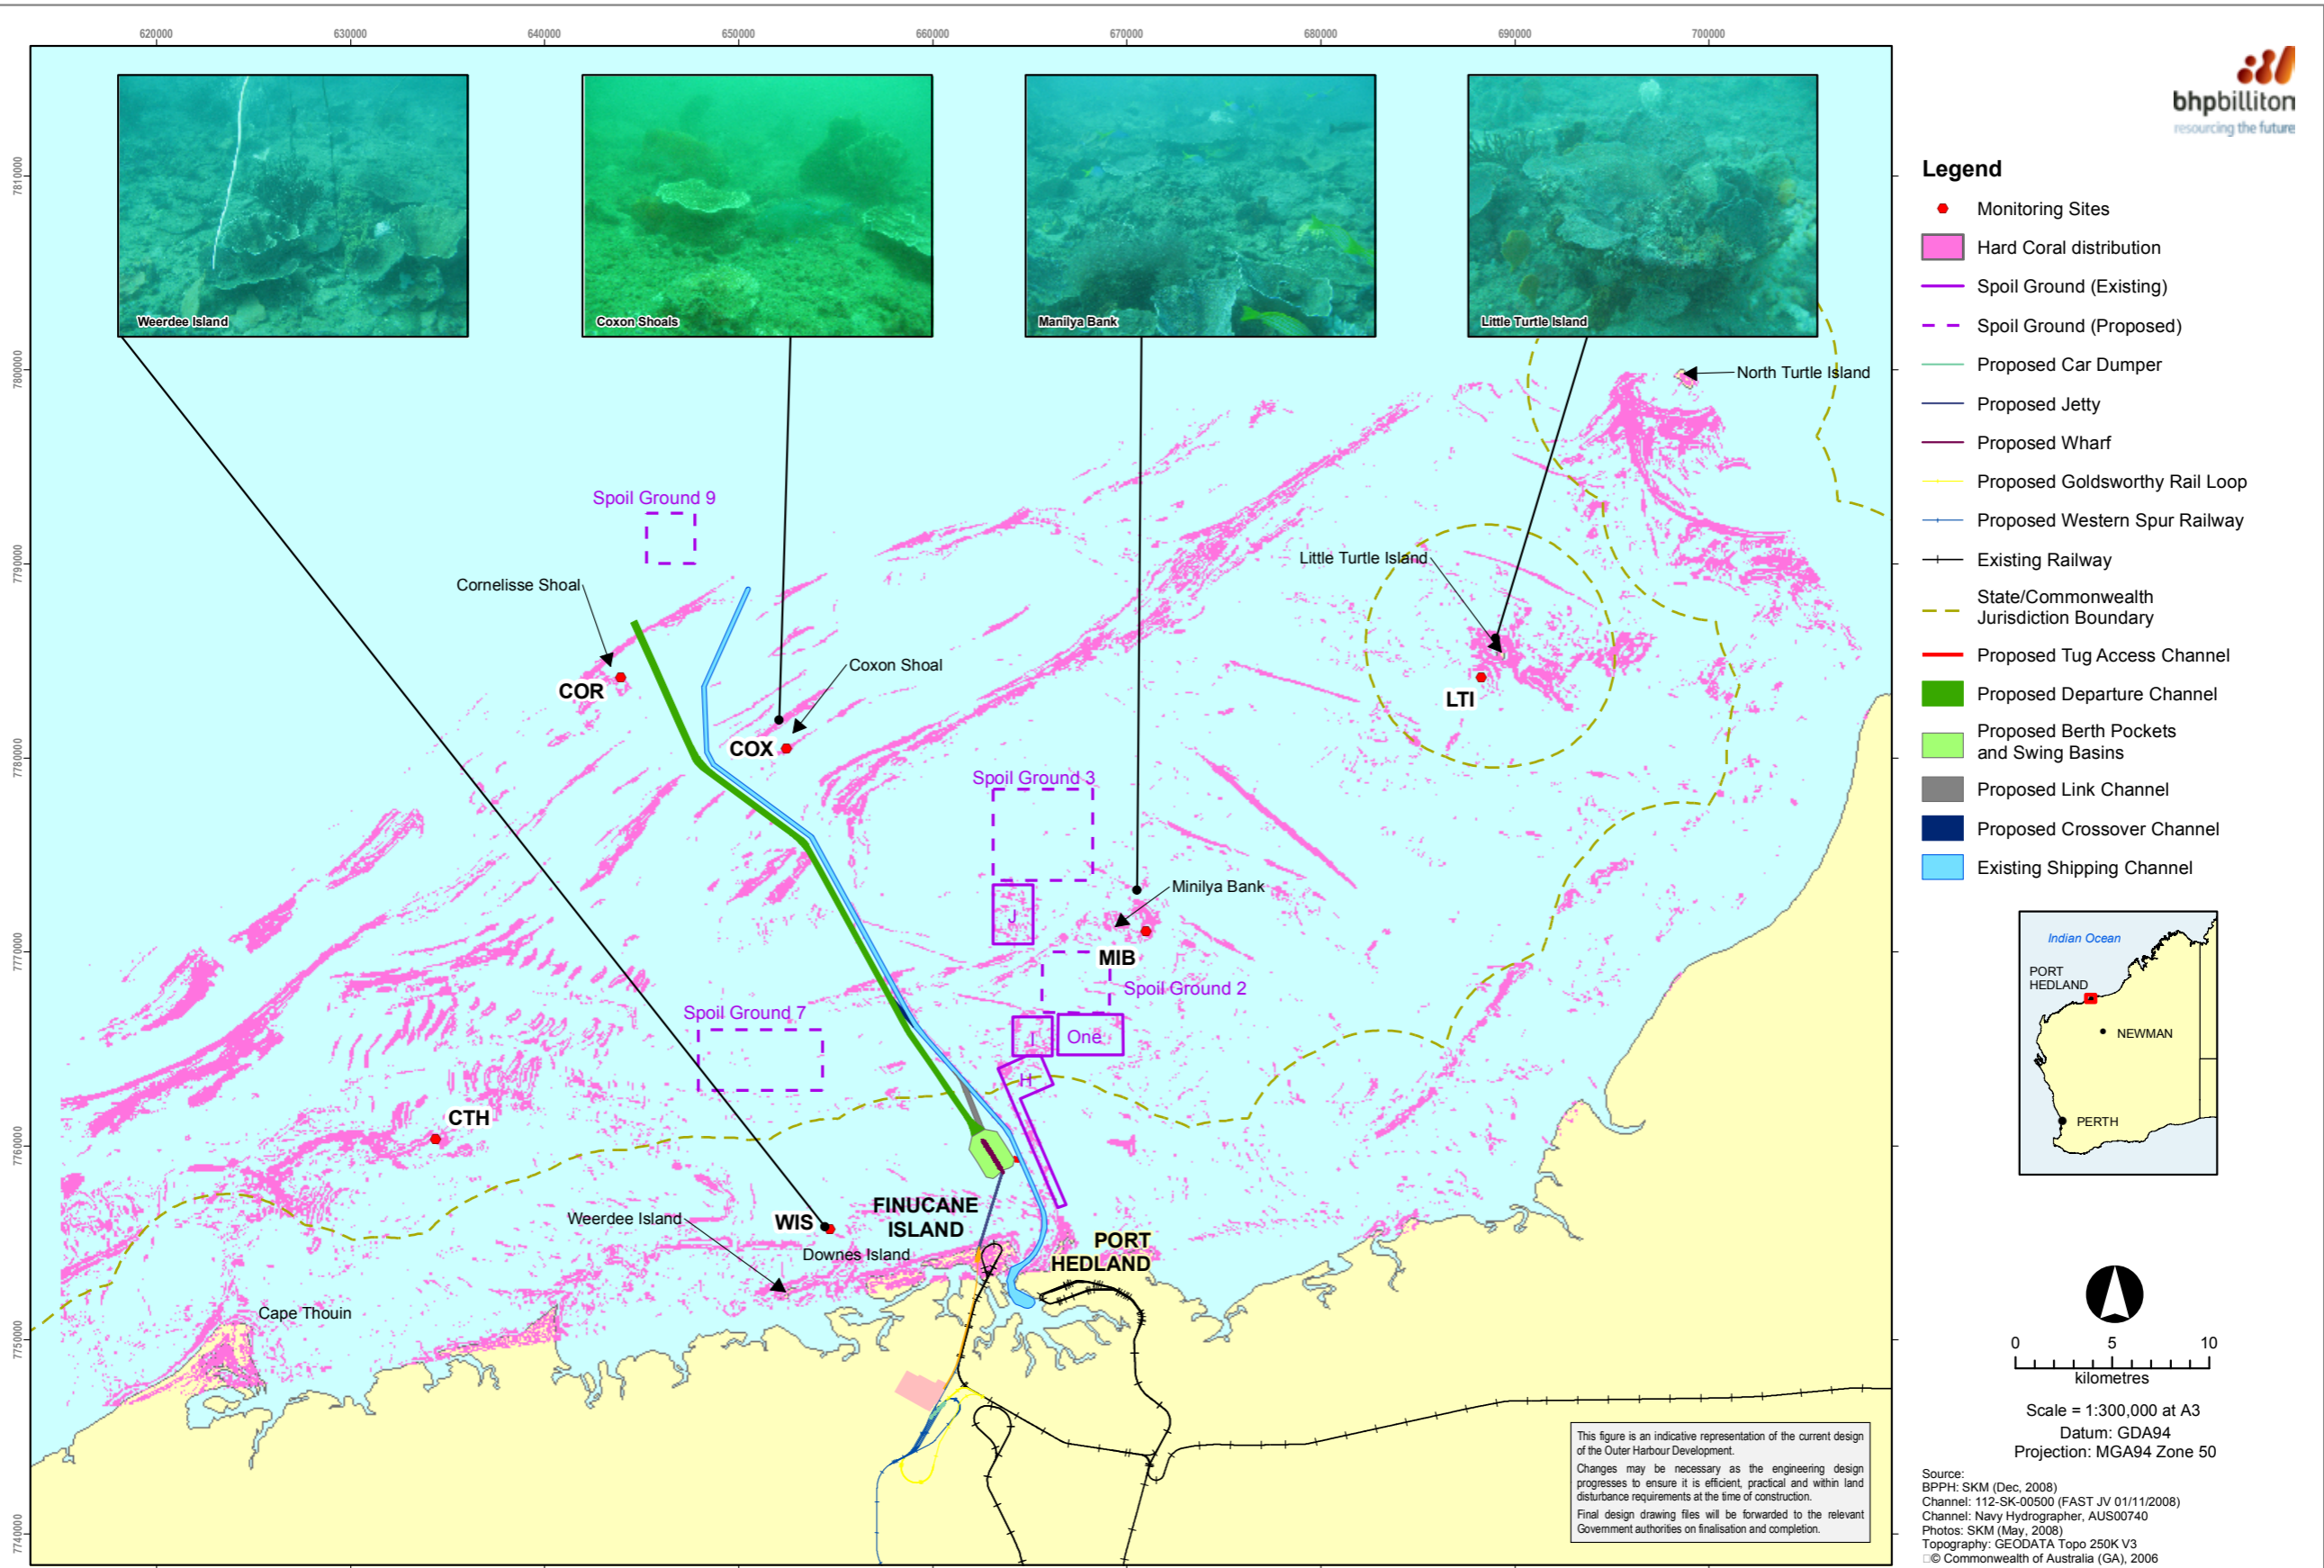 620000
630000
640000
650000
660000
670000
680000
690000
700000
7810000
7800000
7790000
7780000
7770000
7760000
7750000
7740000
Weerdee Island
Coxon Shoals
Manilya Bank
Little Turtle Island
North Turtle Island
Spoil Ground 9
Cornelisse Shoal
Little Turtle Island
COR
Coxon Shoal
LTI
COX
Spoil Ground 3
Minilya Bank
J
MIB
Spoil Ground 2
Spoil Ground 7
I
One
H
CTH
FINUCANE
ISLAND
Weerdee Island
WIS
Downes Island
PORT
HEDLAND
Cape Thouin
This figure is an indicative representation of the current design
of the Outer Harbour Development.
Changes may be necessary as the engineering design
progresses to ensure it is efficient, practical and within land
disturbance requirements at the time of construction.
Final design drawing files will be forwarded to the relevant
Government authorities on finalisation and completion.
bhpbilliton
resourcing the future
Legend
Monitoring Sites
Hard Coral distribution
Spoil Ground (Existing)
Spoil Ground (Proposed)
Proposed Car Dumper
Proposed Jetty
Proposed Wharf
Proposed Goldsworthy Rail Loop
Proposed Western Spur Railway
Existing Railway
State/Commonwealth
Jurisdiction Boundary
Proposed Tug Access Channel
Proposed Departure Channel
Proposed Berth Pockets
and Swing Basins
Proposed Link Channel
Proposed Crossover Channel
Existing Shipping Channel
Indian Ocean
PORT
HEDLAND
NEWMAN
PERTH
0 5 10
kilometres
Scale = 1:300,000 at A3
Datum: GDA94
Projection: MGA94 Zone 50
Source:
BPPH: SKM (Dec, 2008)
Channel: 112-SK-00500 (FAST JV 01/11/2008)
Channel: Navy Hydrographer, AUS00740
Photos: SKM (May, 2008)
Topography: GEODATA Topo 250K V3
© Commonwealth of Australia (GA), 2006